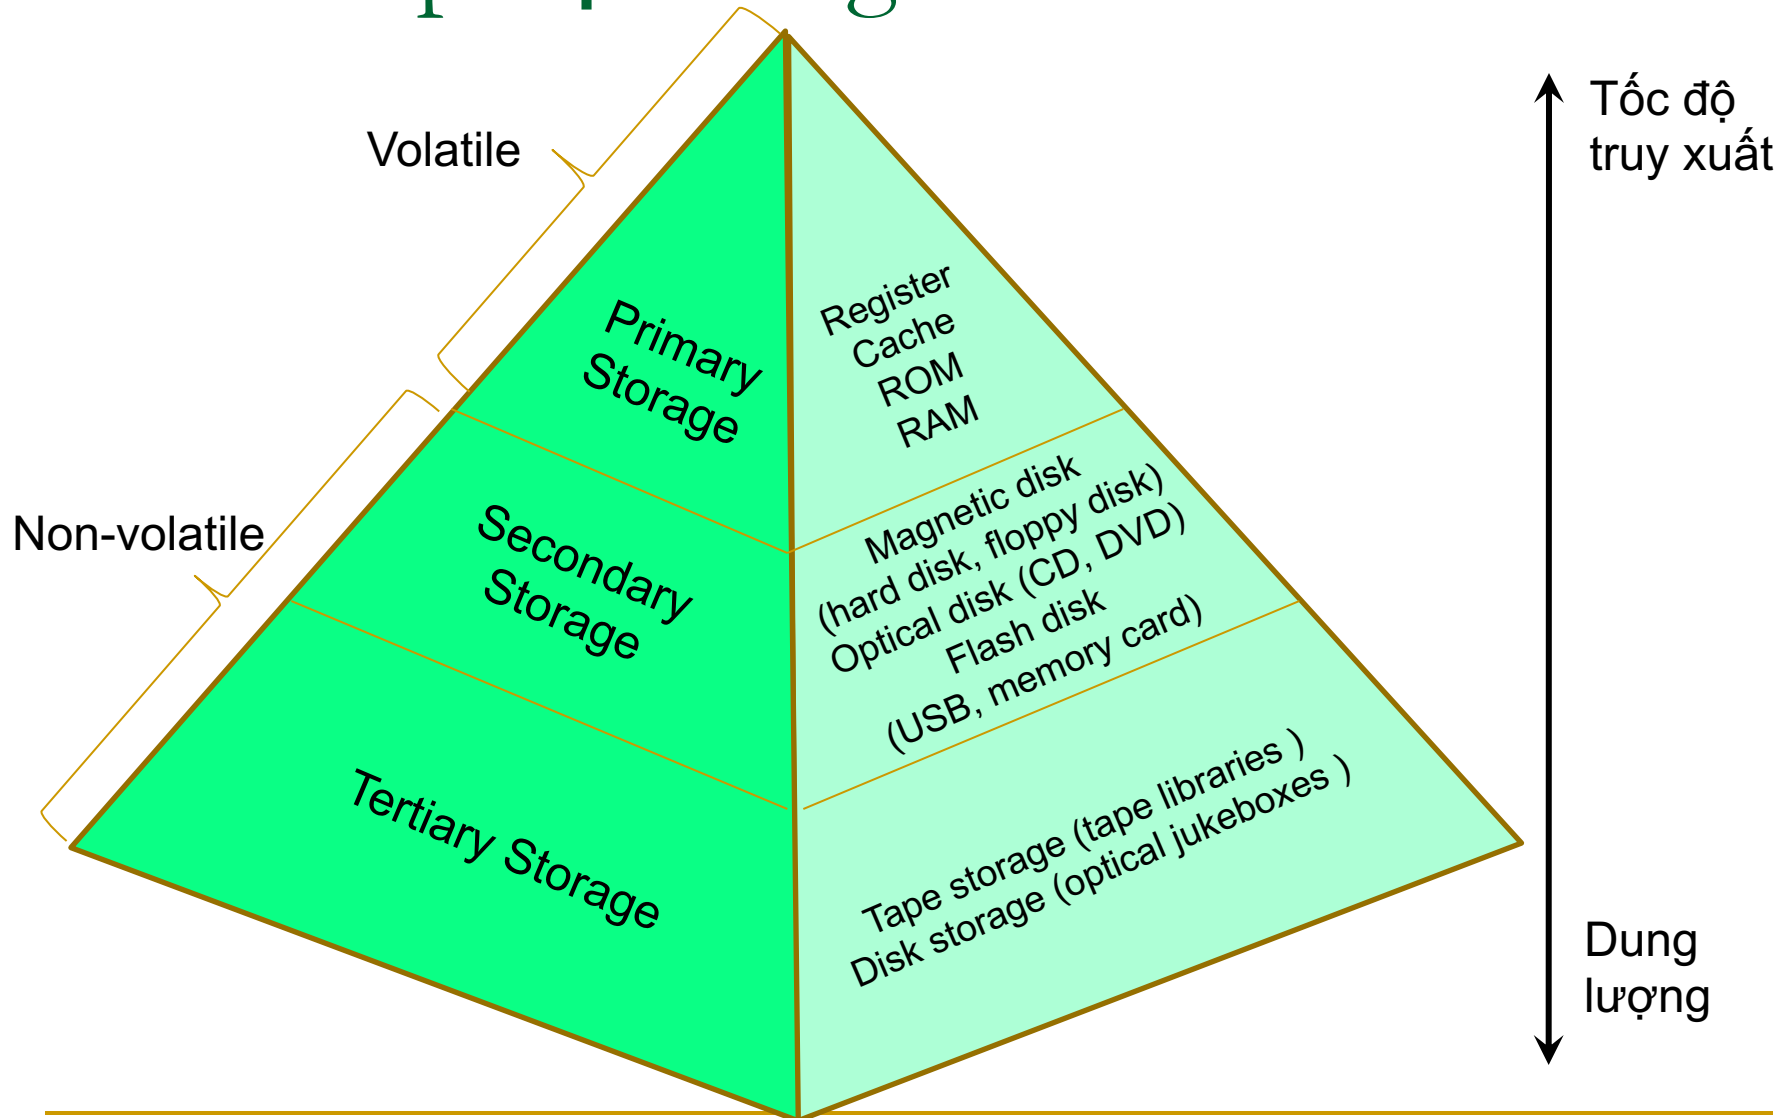 Volatile
Non-volatile
Primary
Storage
Secondary
Storage
Tertiary Storage
Register
Cache
ROM
RAM
Magnetic disk
(hard disk, floppy disk)
Optical disk (CD, DVD)
Flash disk
(USB, memory card)
Tape storage (tape libraries )
Disk storage (optical jukeboxes )
Tốc độ
truy xuất
Dung
lượng